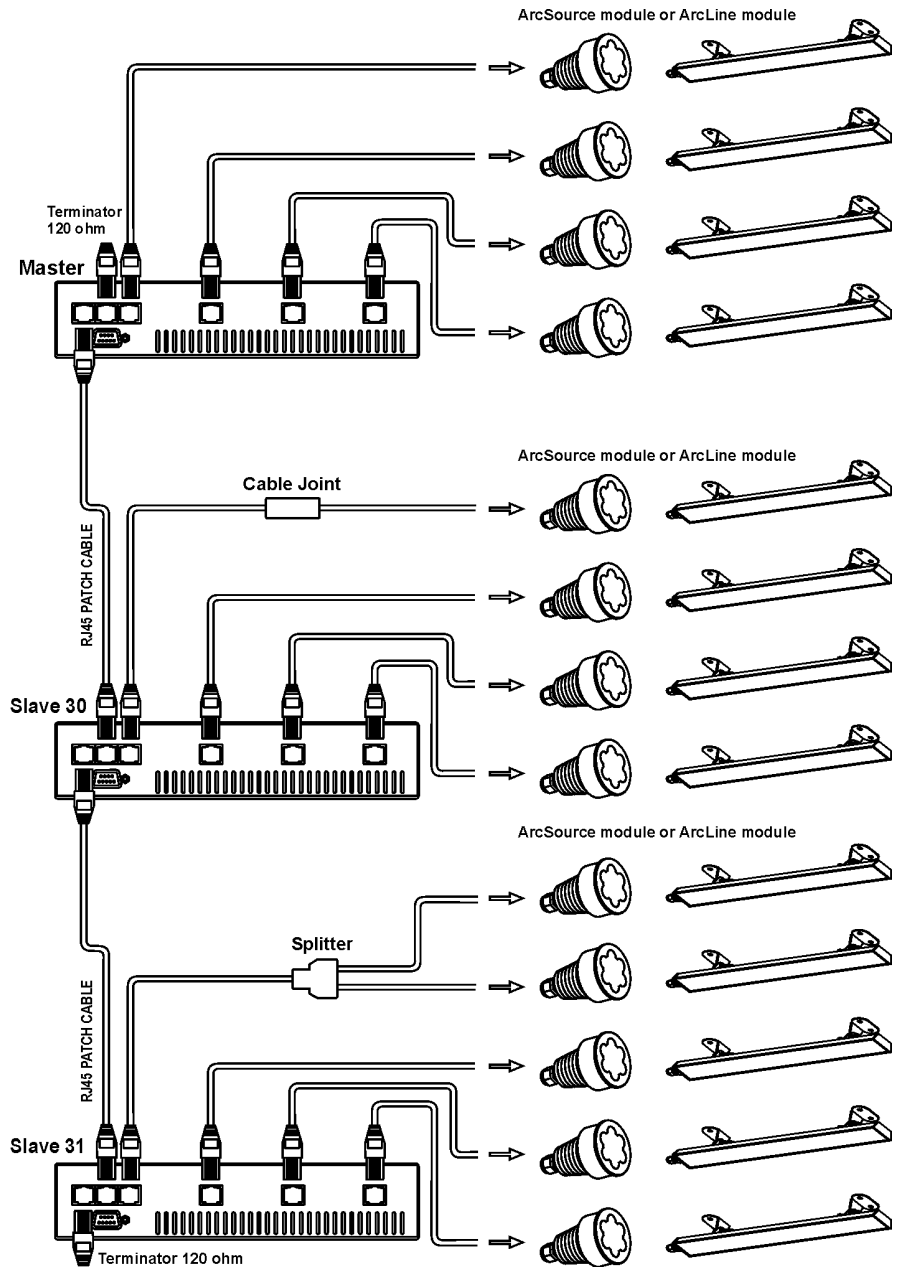 ArcSource module or ArcLine module
Terminator
120 ohm
Master
ArcSource module or ArcLine module
Cable Joint
RJ45 PATCH CABLE
Slave 30
ArcSource module or ArcLine module
Splitter
RJ45 PATCH CABLE
Slave 31
Terminator 120 ohm